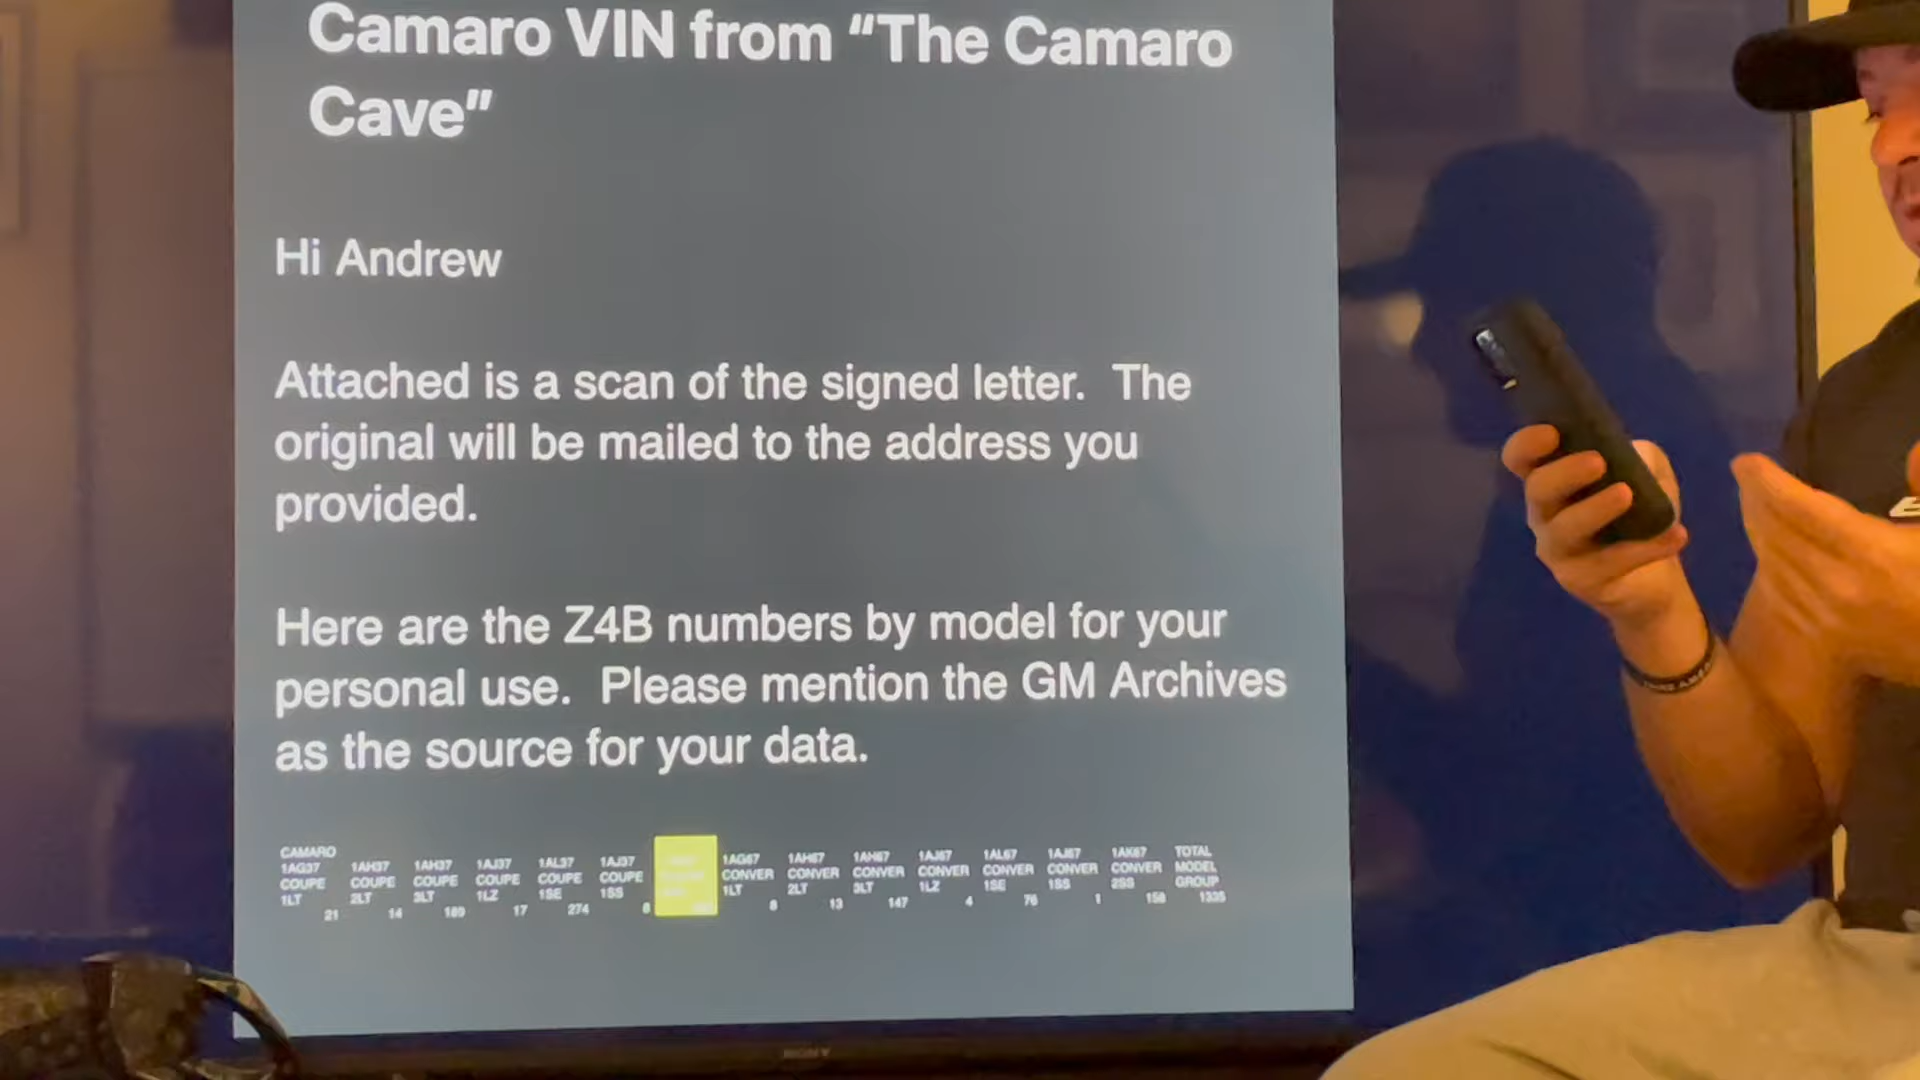 Camaro VIN from “The Camaro
Cave”
Hi Andrew
Attached is a scan of the signed letter. The
original will be mailed to the address you
provided.
Here are the Z4B numbers by model for your
personal use. Please mention the GM Archives
as the source for your data.
CAMARO
1AG37 1AH37 1AH37 1AJ37 1AL37 1AJ37 1AG67 1AH67 1AH67 1AJ67 1AL67 1AJ67 1AK67 TOTAL
COUPE COUPE COUPE COUPE COUPE COUPE CONVER CONVER CONVER CONVER CONVER CONVER CONVER MODEL
1LT 2LT 3LT 1LZ 1SE 1SS 1LT 2LT 3LT 1LZ 1SE 1SS 2SS GROUP
21 14 189 17 274 6 8 13 147 4 76 1 158 1335
SONY